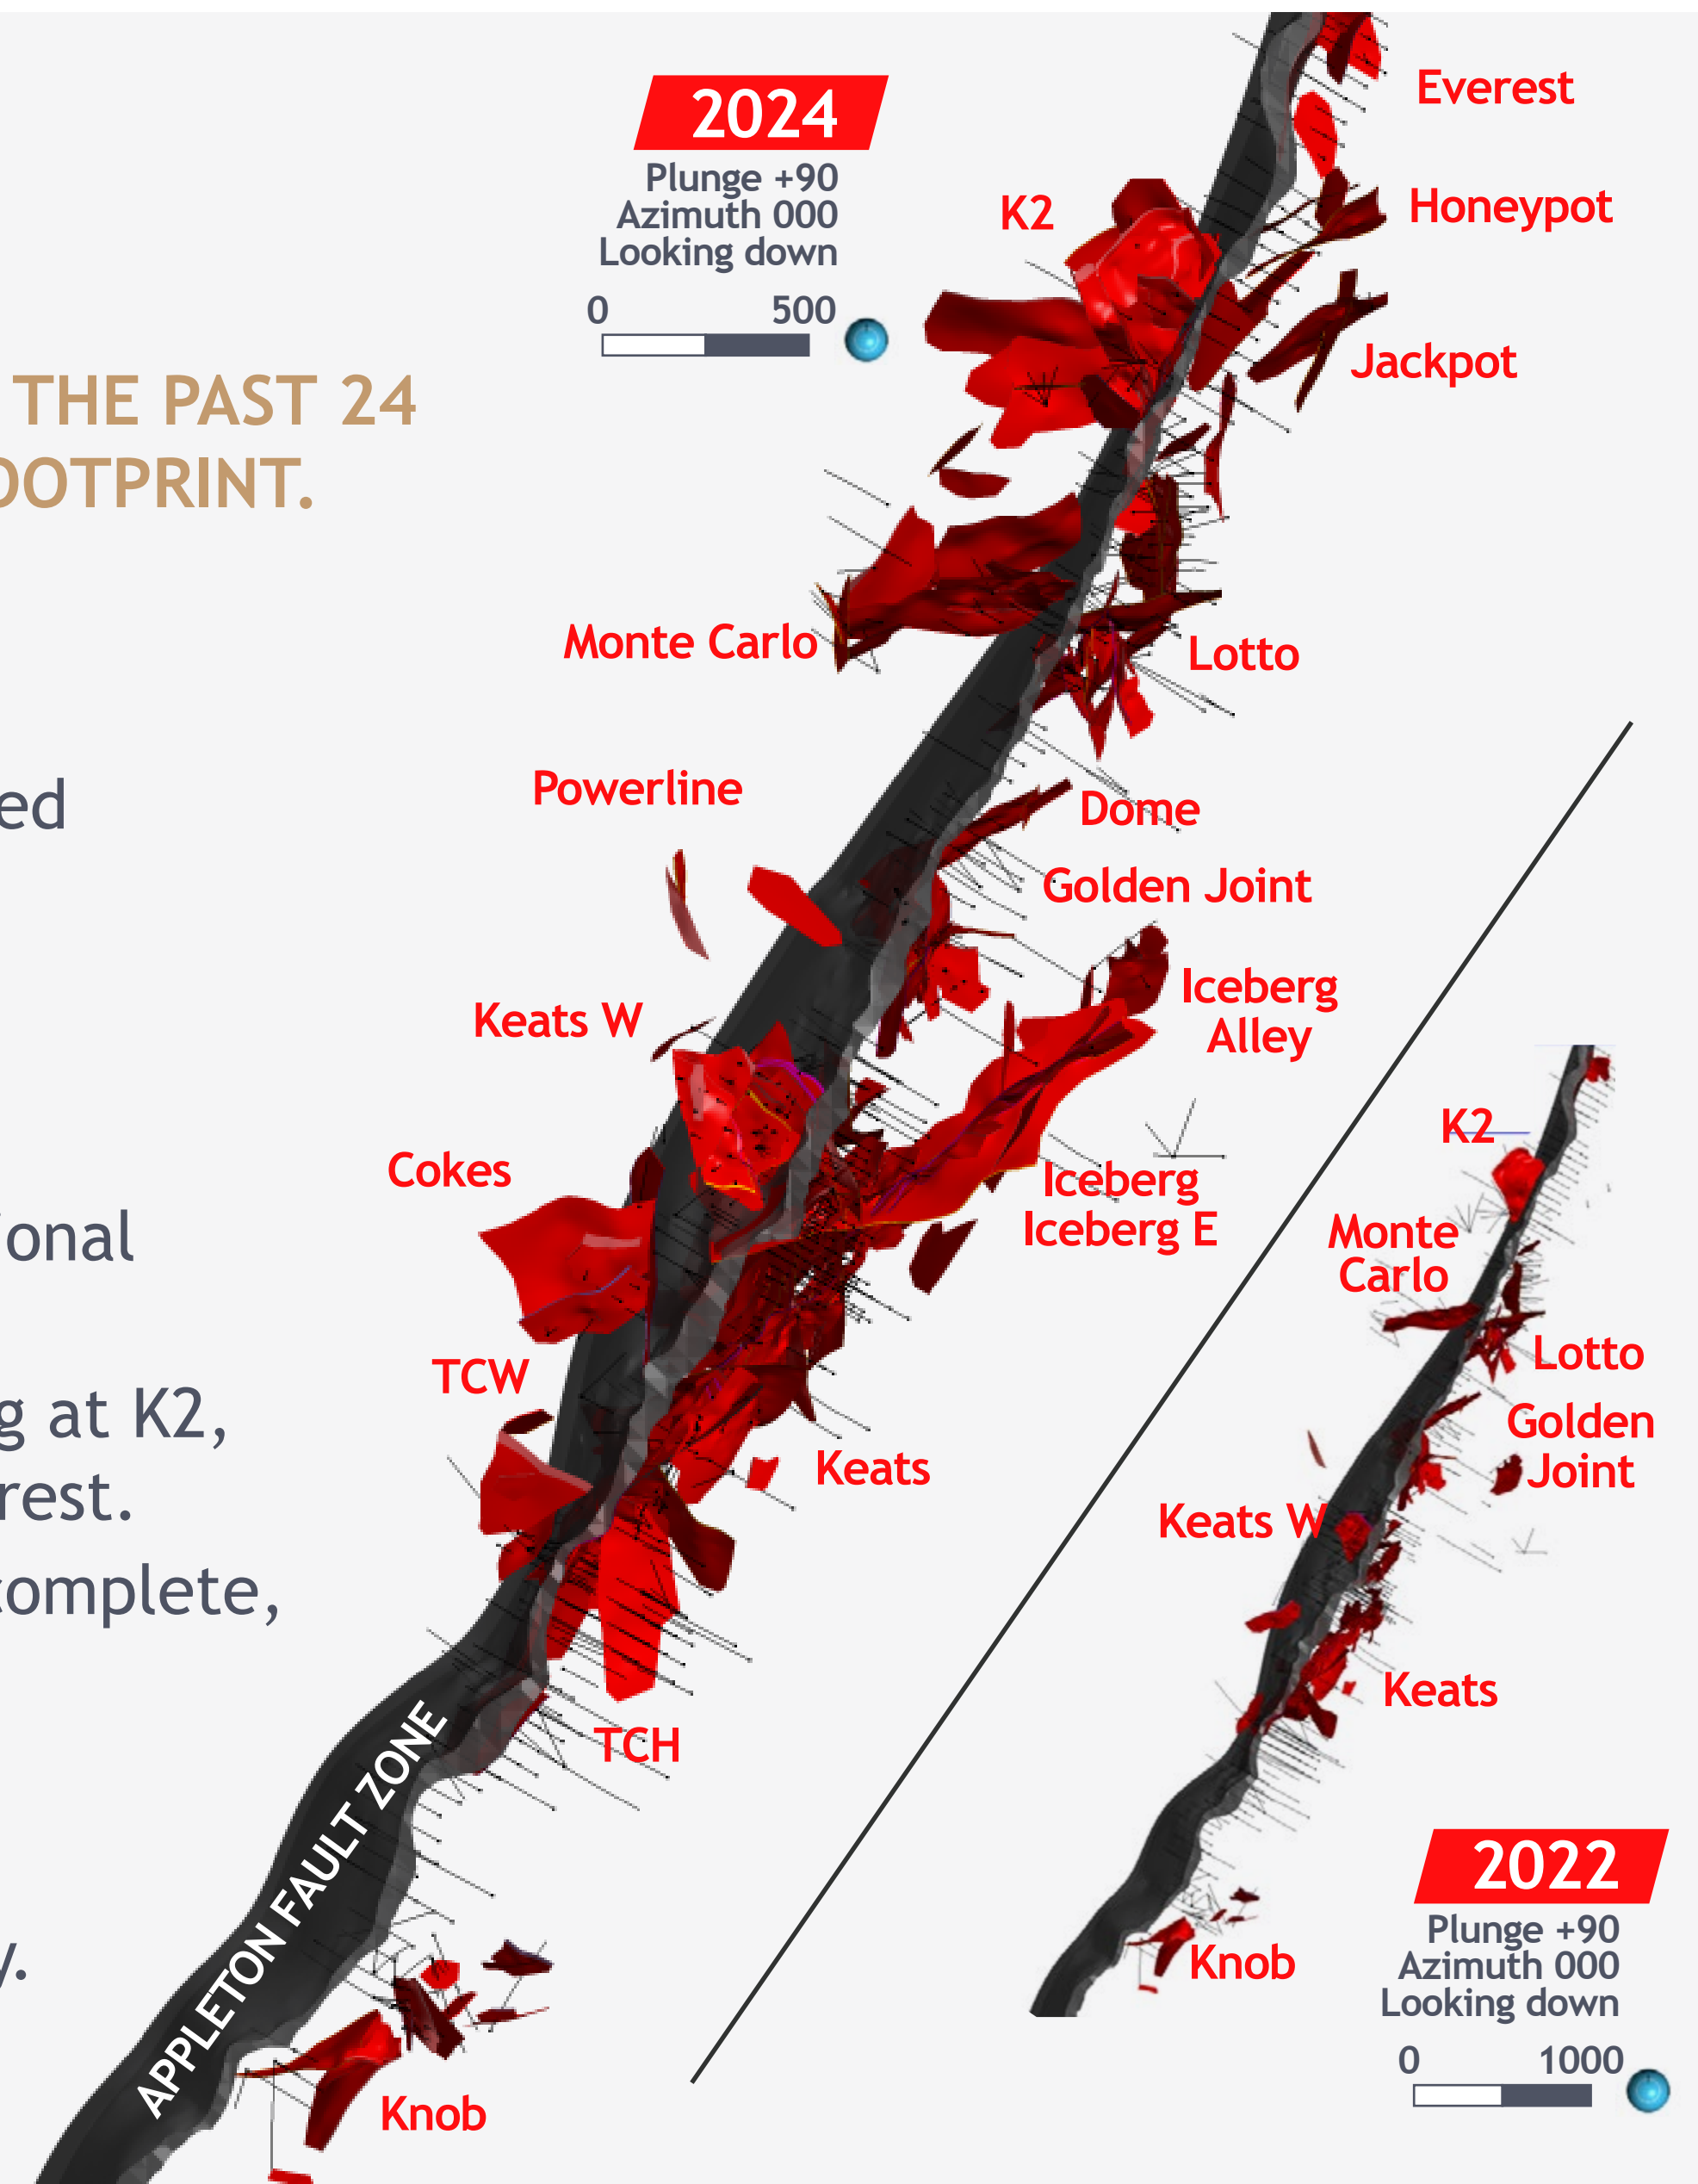 2024
Plunge +90
Azimuth 000
Looking down
0 500
THE PAST 24
OOTPRINT.
ed
ional
g at K2,
rest.
complete,
y.
Everest
K2
Honeypot
Jackpot
Monte Carlo
Lotto
Powerline
Dome
Golden Joint
Iceberg
Alley
Keats W
Cokes
Iceberg
Iceberg E
TCW
Keats
TCH
APPLETON FAULT ZONE
Knob
K2
Monte
Carlo
Lotto
Golden
Joint
Keats W
Keats
Knob
2022
Plunge +90
Azimuth 000
Looking down
0 1000